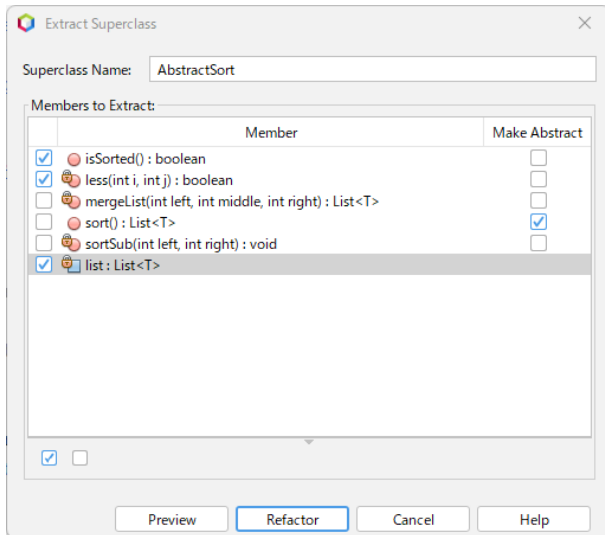 Extract Superclass
Superclass Name: AbstractSort
Members to Extract:
Member Make Abstract
isSorted() : boolean
less(int i, int j) : boolean
mergeList(int left, int middle, int right) : List<T>
sort() : List<T>
sortSub(int left, int right) : void
list : List<T>
Preview Refactor Cancel Help